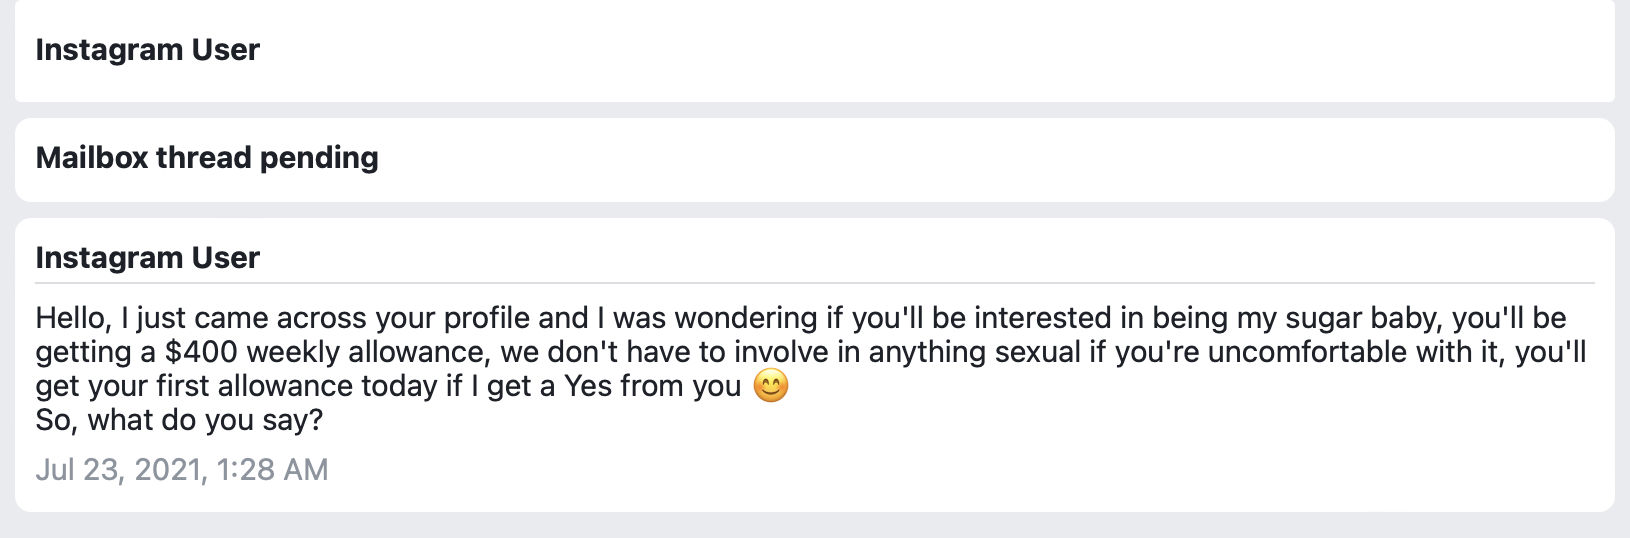 Instagram User
Mailbox thread pending
Instagram User
Hello, I just came across your profile and I was wondering if you'll be interested in being my sugar baby, you'll be
getting a $400 weekly allowance, we don't have to involve in anything sexual if you're uncomfortable with it, you'll
get your first allowance today if I get a Yes from you 😊
So, what do you say?
Jul 23, 2021, 1:28 AM